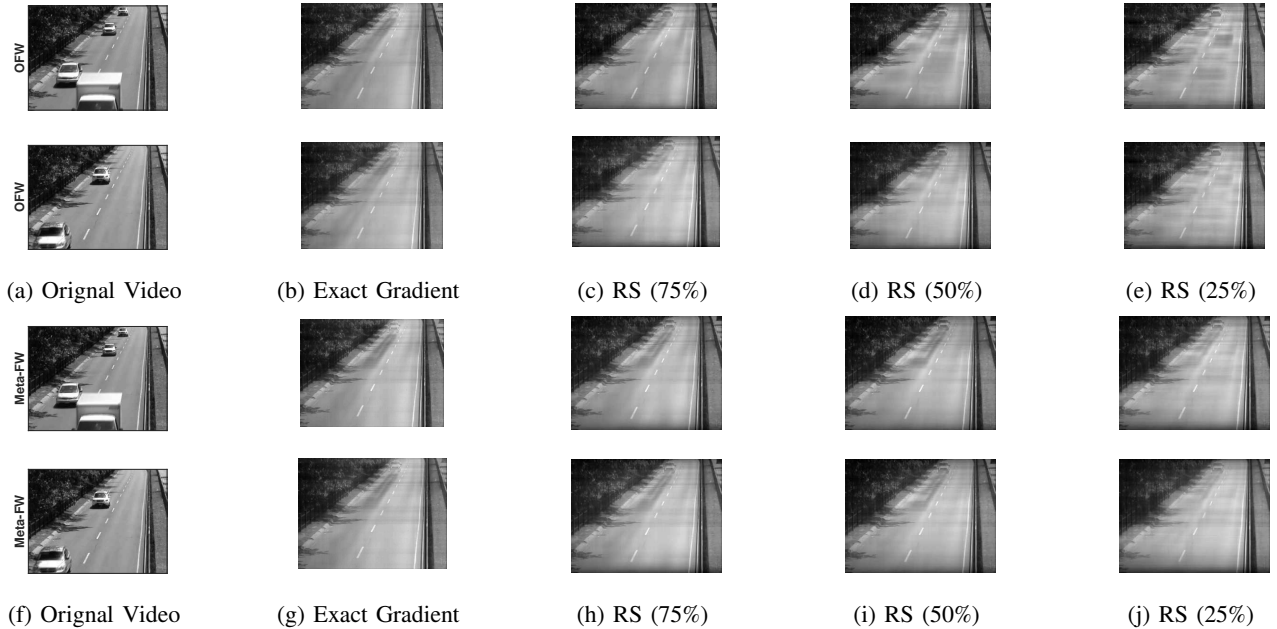 OFW
OFW
(a) Orignal Video
(b) Exact Gradient
(c) RS (75%)
(d) RS (50%)
(e) RS (25%)
Meta-FW
Meta-FW
(f) Orignal Video
(g) Exact Gradient
(h) RS (75%)
(i) RS (50%)
(j) RS (25%)